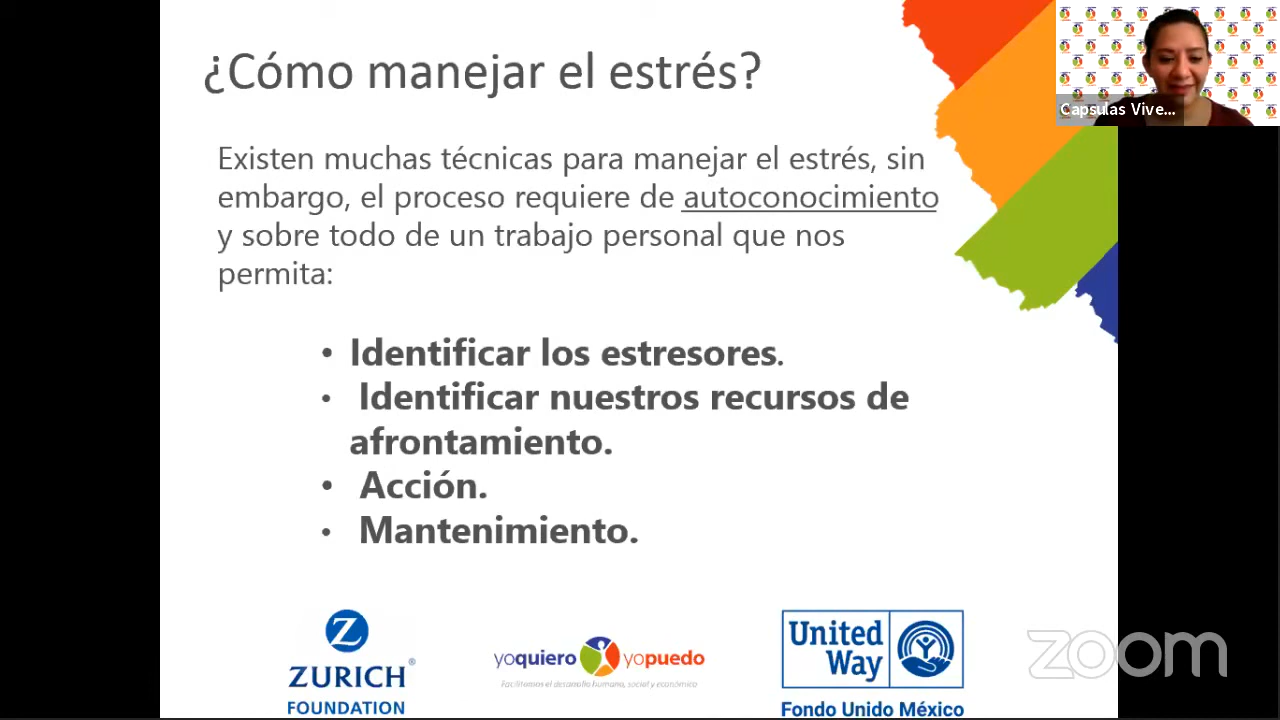 ¿Cómo manejar el estrés?
Capsulas Vive...
Existen muchas técnicas para manejar el estrés, sin
embargo, el proceso requiere de autoconocimiento
y sobre todo de un trabajo personal que nos
permita:
• Identificar los estresores.
• Identificar nuestros recursos de
afrontamiento.
• Acción.
• Mantenimiento.
Z
ZURICH®
FOUNDATION
yoquiero yopuedo
Facilitamos el desarrollo humano, social y económico
United
Way
Fondo Unido México
zoom